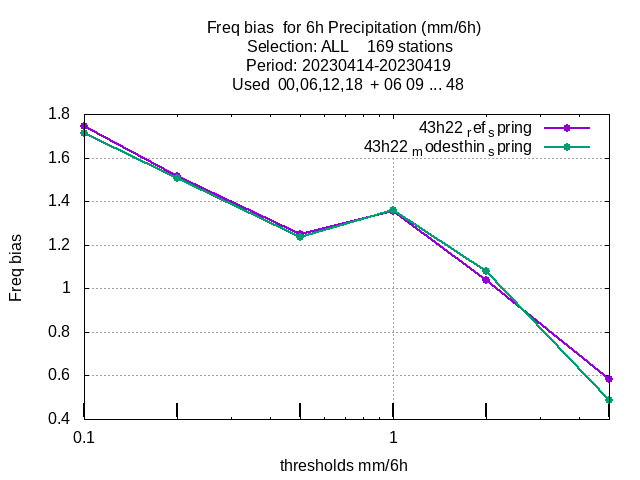 Freq bias  for 6h Precipitation (mm/6h)
Selection: ALL    169 stations
Period: 20230414-20230419
Used  00,06,12,18  + 06 09 ... 48
43h22 ref spring
43h22 modesthin spring
Freq bias
1.8
1.6
1.4
1.2
1
0.8
0.6
0.4
0.1
1
thresholds mm/6h